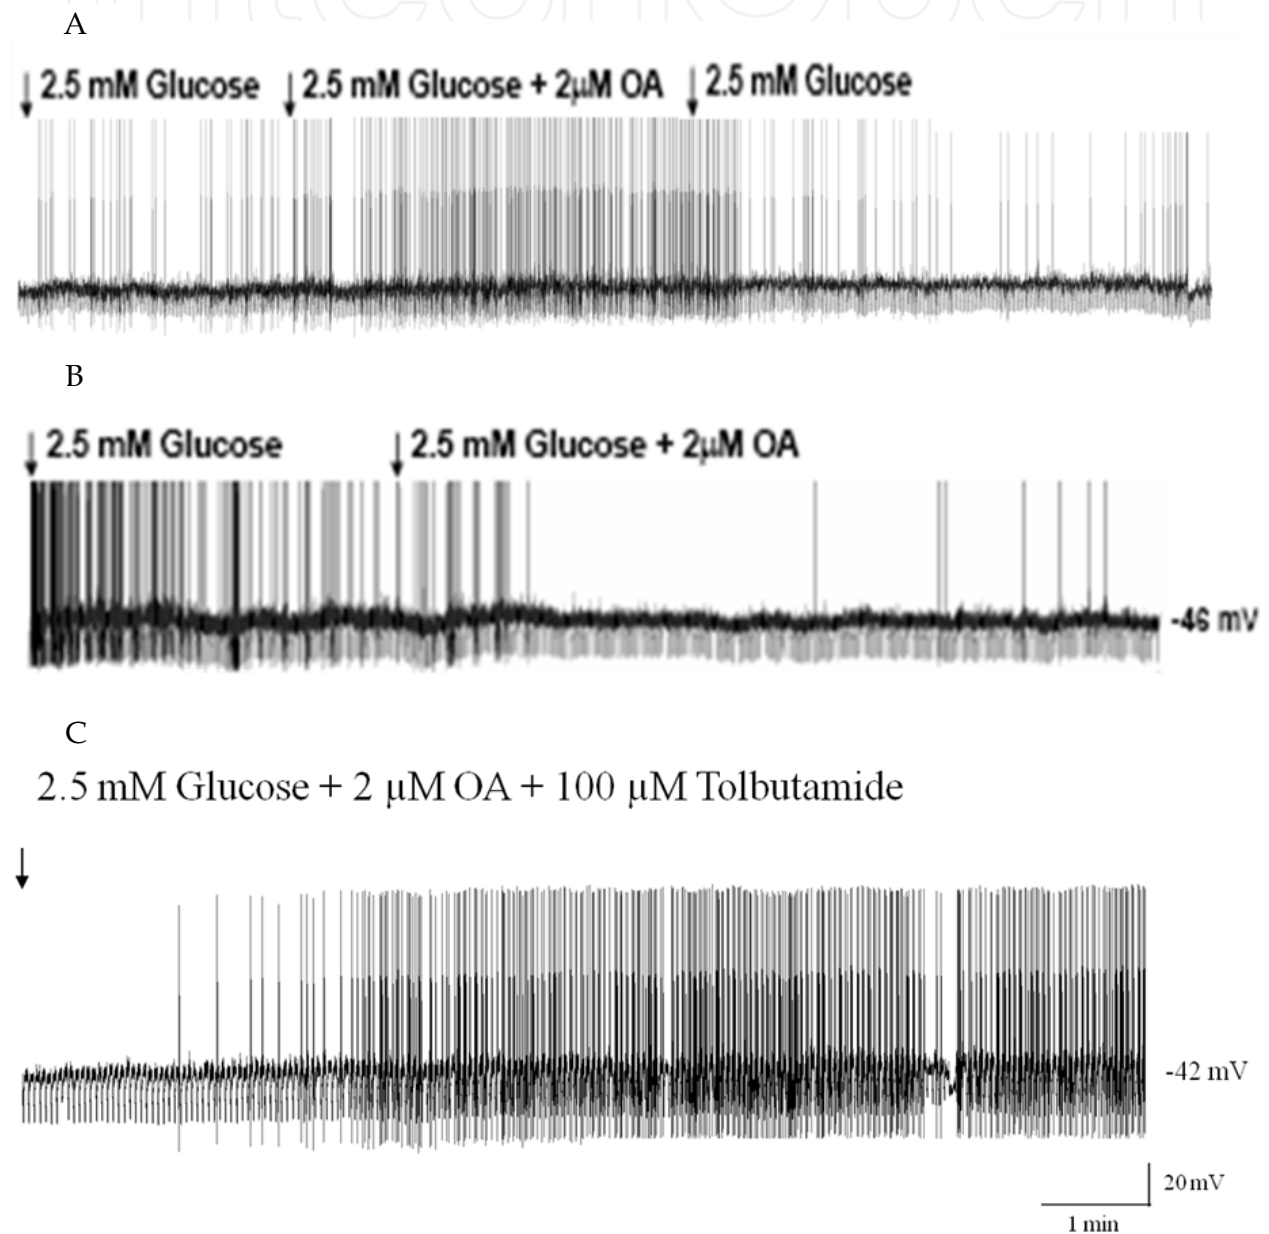 A
2.5 mM Glucose 2.5 mM Glucose + 2μM OA 2.5 mM Glucose
B
2.5 mM Glucose 2.5 mM Glucose + 2μM OA
-46 mV
C
2.5 mM Glucose + 2 μM OA + 100 μM Tolbutamide
-42 mV
20 mV
1 min